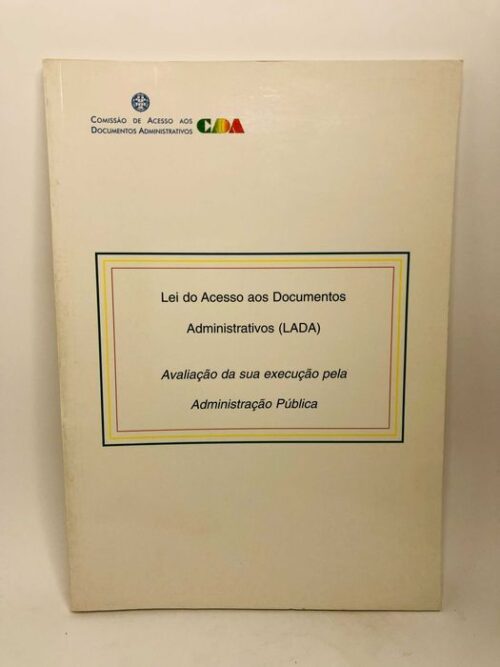 COMISSÃO DE ACESSO AOS
DOCUMENTOS ADMINISTRATIVOS CADA
Lei do Acesso aos Documentos
Administrativos (LADA)
Avaliação da sua execução pela
Administração Pública